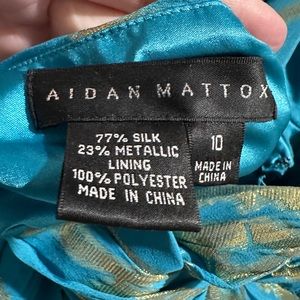 AIDAN MATTOX
77% SILK
23% METALLIC
LINING
100% POLYESTER
MADE IN CHINA
10
MADE IN
CHINA